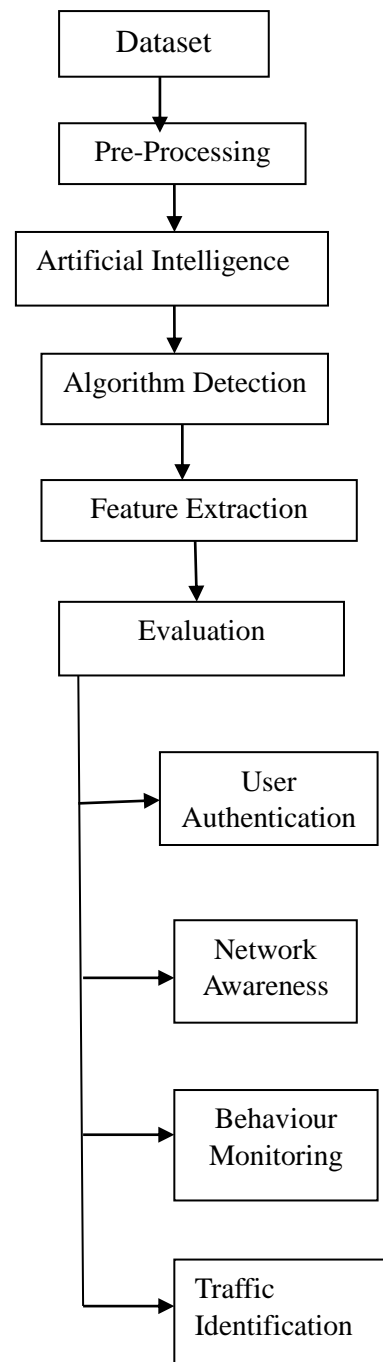 Dataset
Pre-Processing
Artificial Intelligence
Algorithm Detection
Feature Extraction
Evaluation
User
Authentication
Network
Awareness
Behaviour
Monitoring
Traffic
Identification